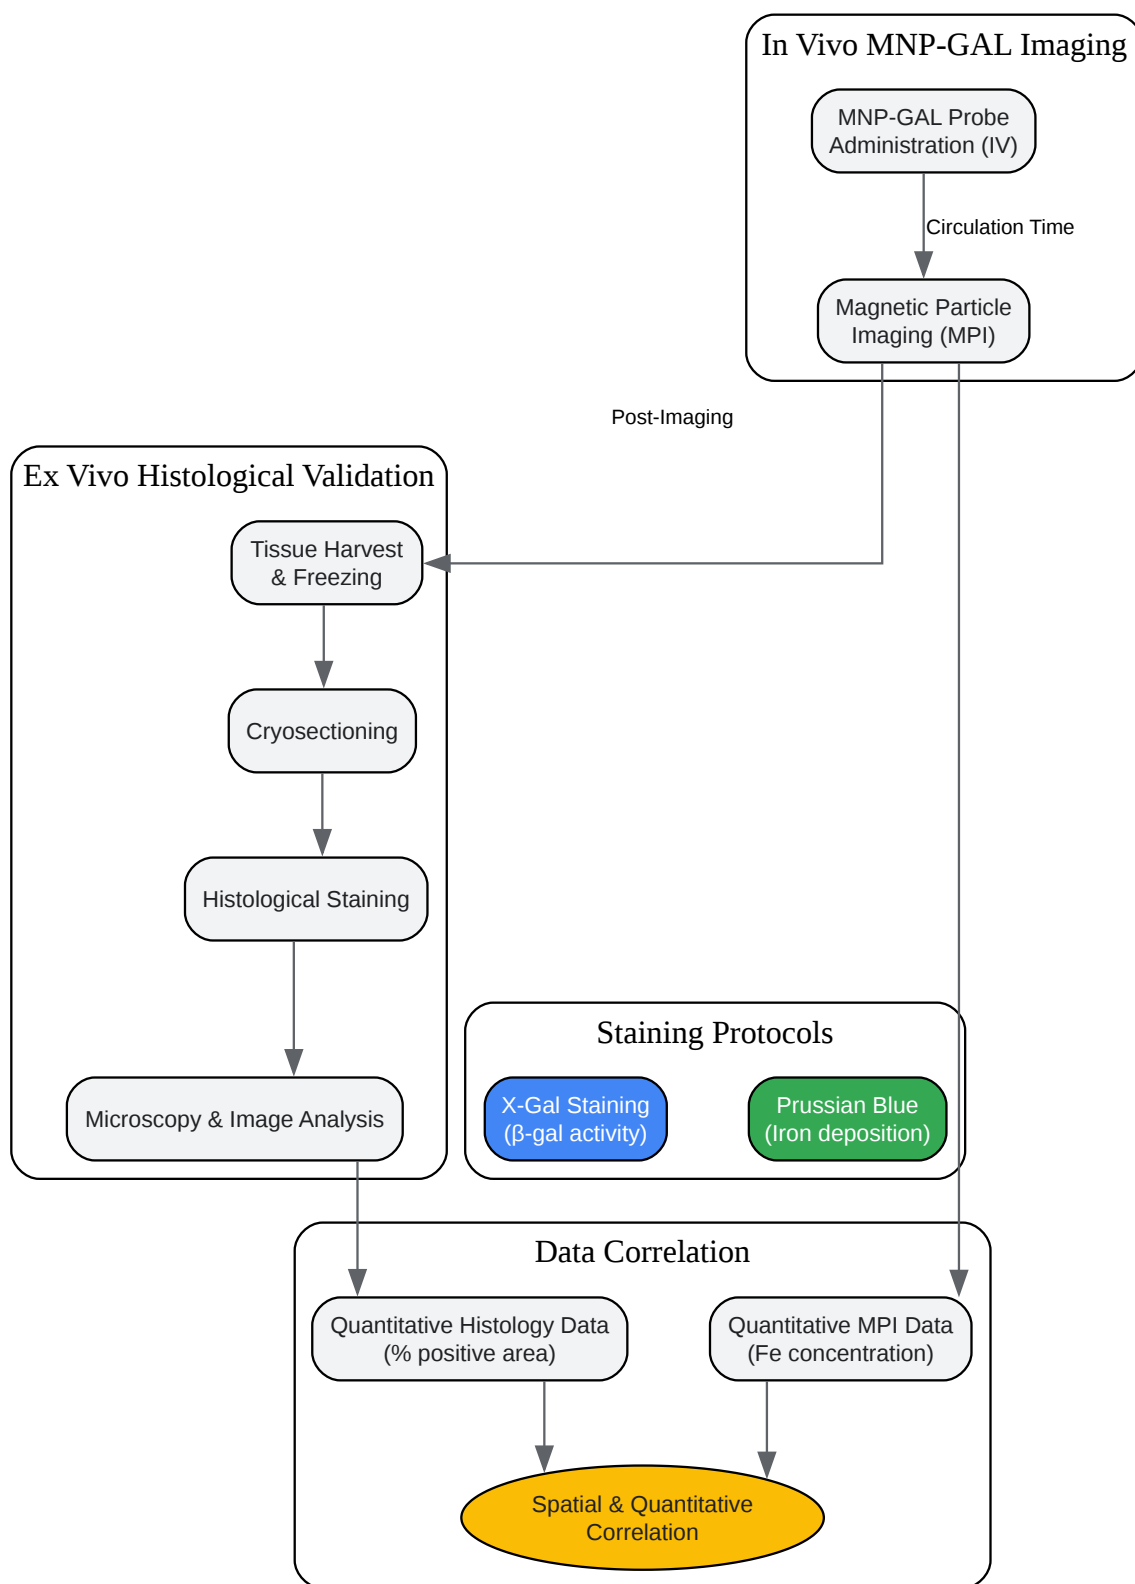 In Vivo MNP-GAL Imaging
MNP-GAL Probe
Administration (IV)
Circulation Time
Magnetic Particle
Imaging (MPI)
Post-Imaging
Ex Vivo Histological Validation
Tissue Harvest
& Freezing
Cryosectioning
Histological Staining
Microscopy & Image Analysis
Staining Protocols
X-Gal Staining
(β-gal activity)
Prussian Blue
(Iron deposition)
Data Correlation
Quantitative Histology Data
(% positive area)
Quantitative MPI Data
(Fe concentration)
Spatial & Quantitative
Correlation